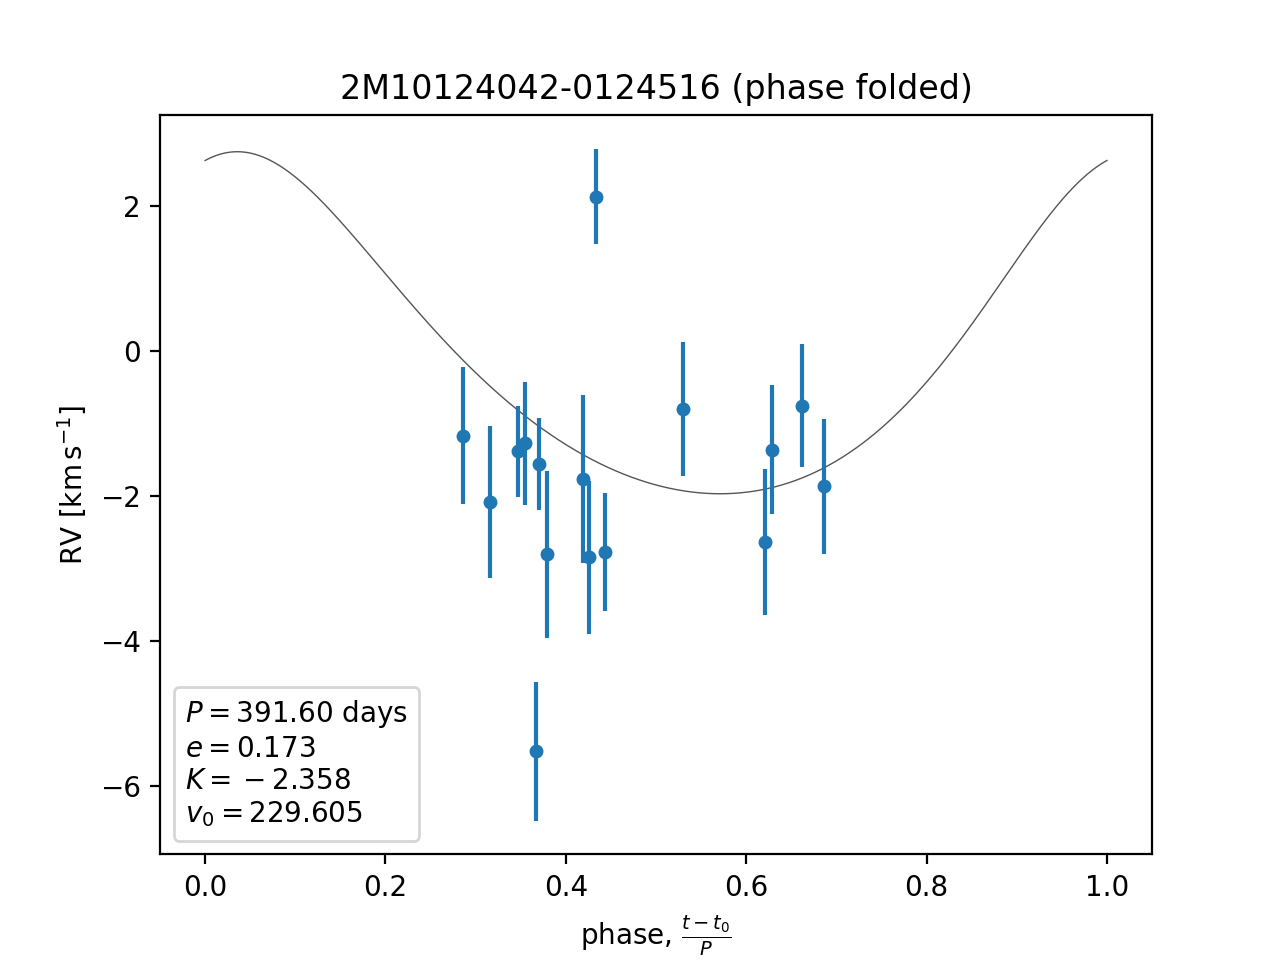 2M10124042-0124516 (phase folded)
RV [km s⁻¹]
2
0
−2
−4
−6
P = 391.60 days
e = 0.173
K = −2.358
v₀ = 229.605
0.0 0.2 0.4 0.6 0.8 1.0
phase, (t − t₀)/P